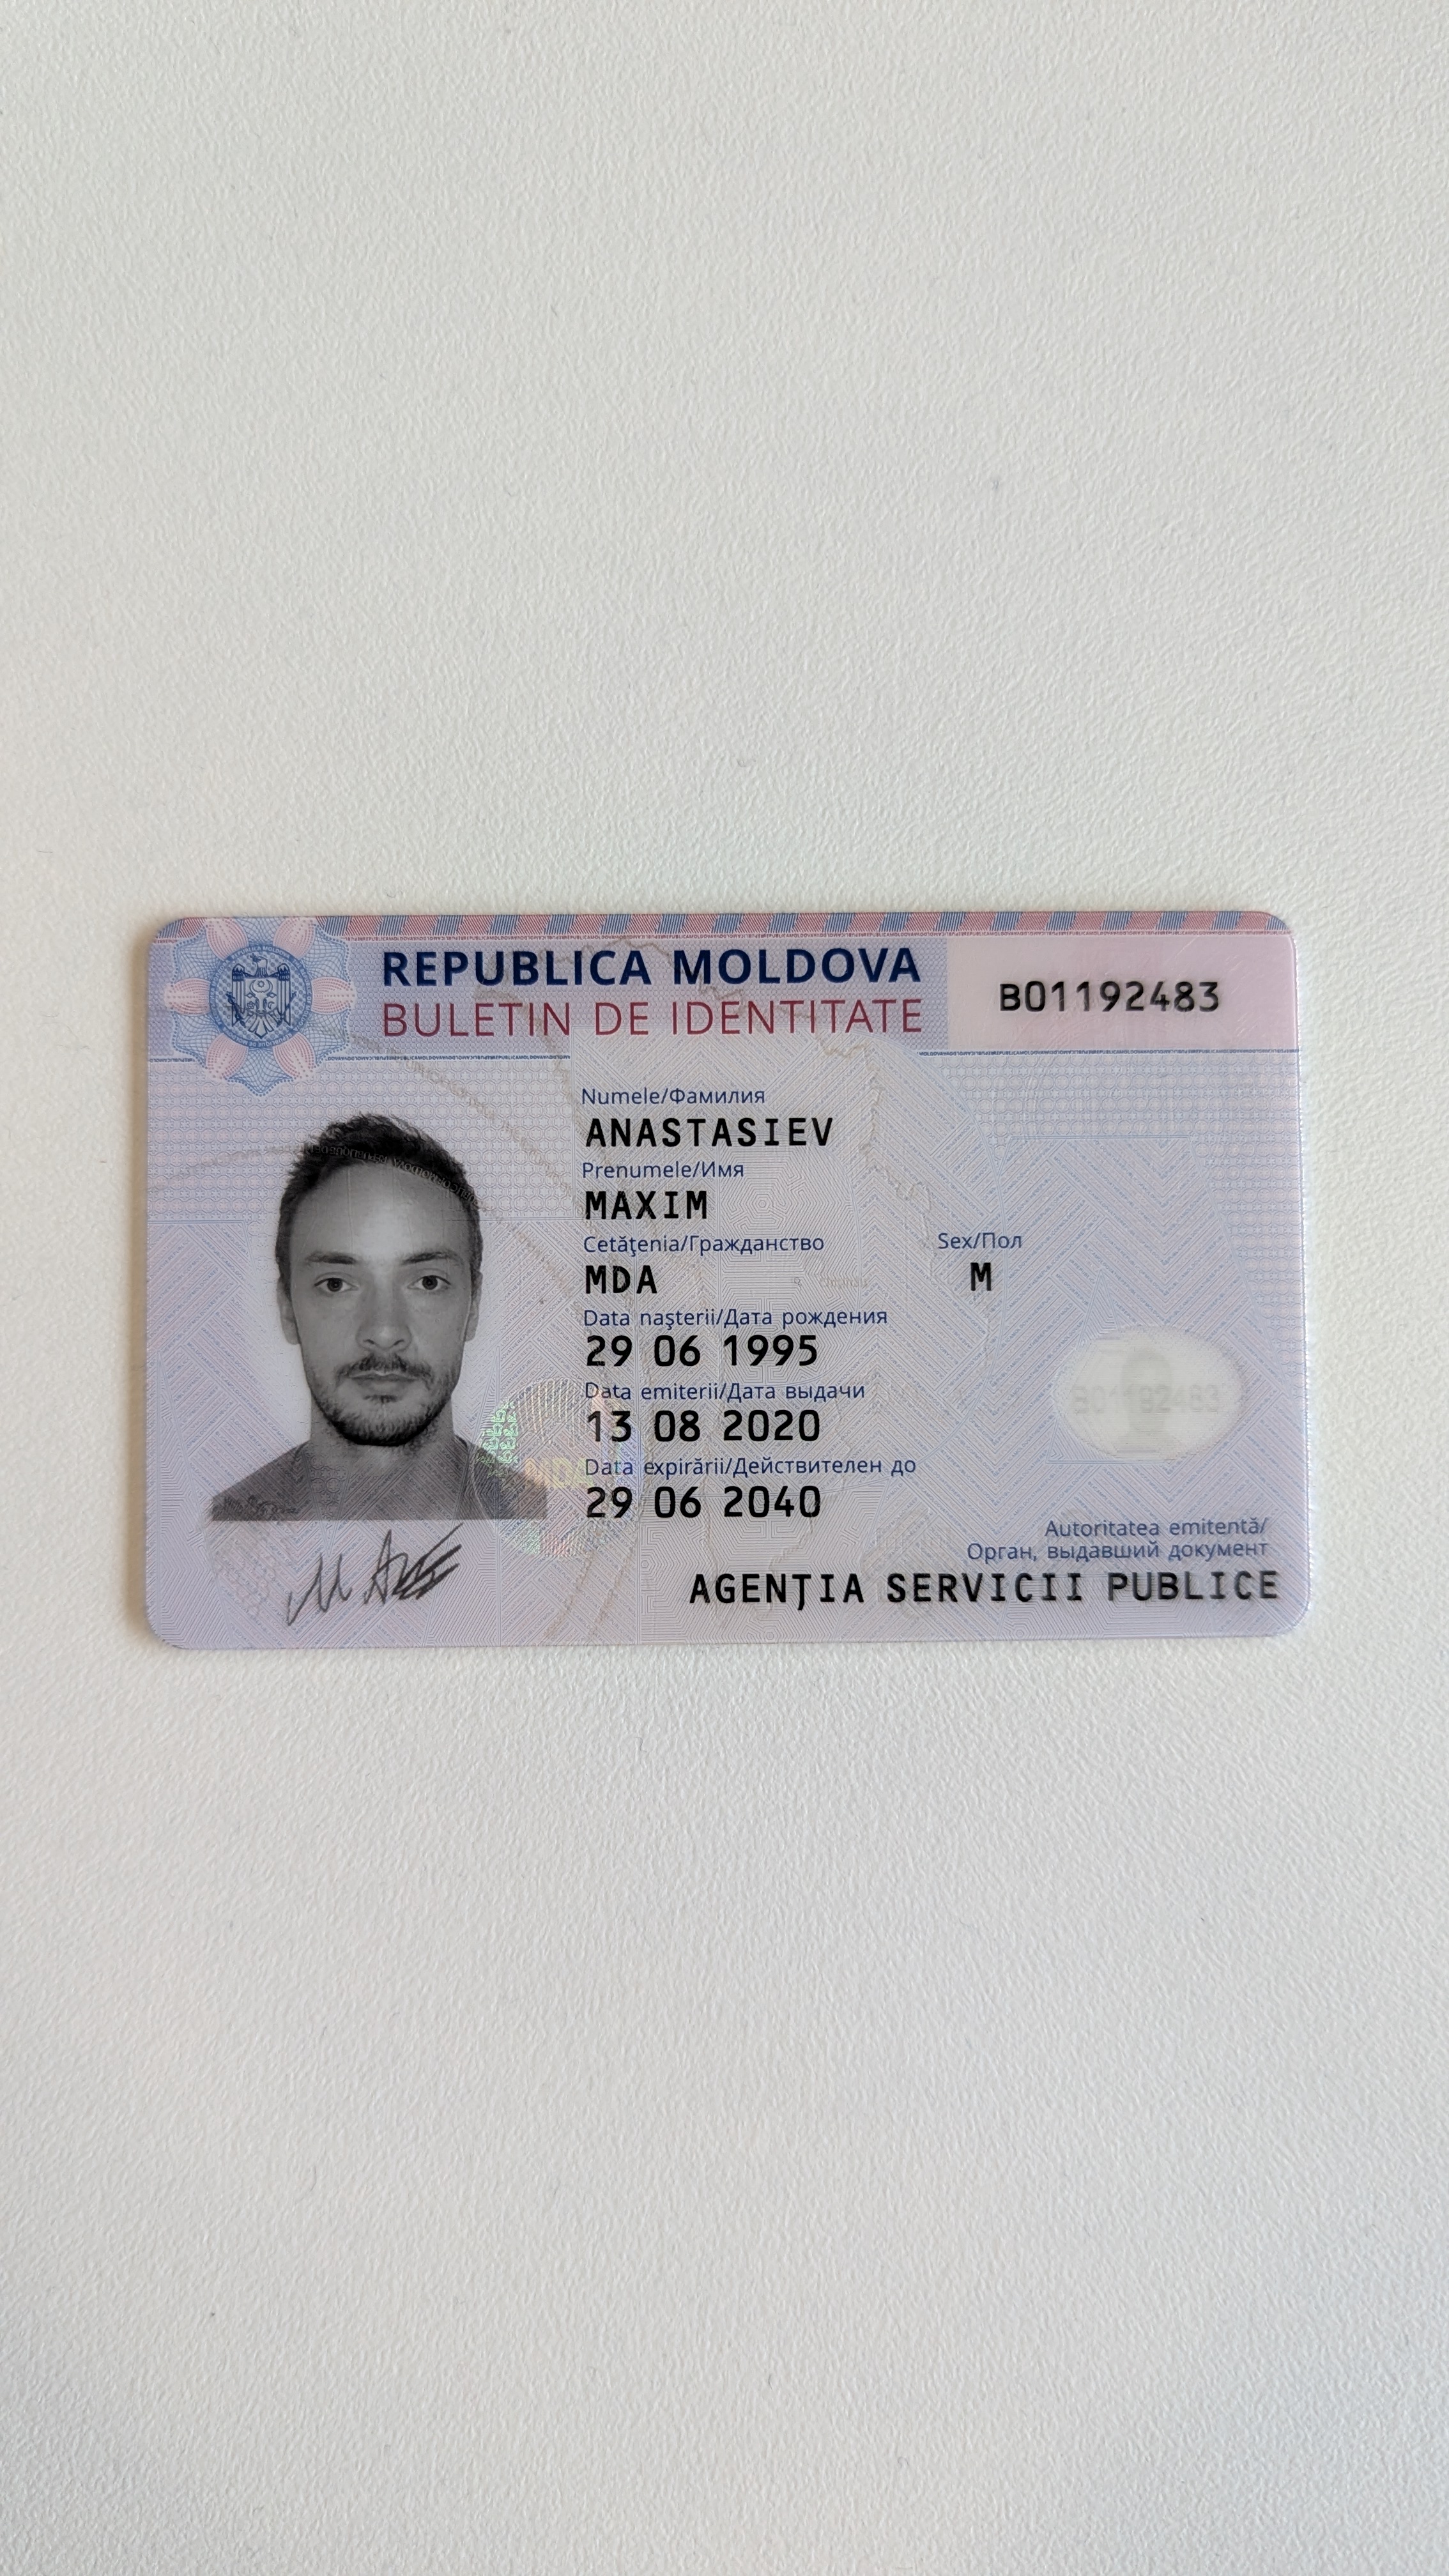 REPUBLICA MOLDOVA
BULETIN DE IDENTITATE
B01192483
Numele/Фамилия
ANASTASIEV
Prenumele/Имя
MAXIM
Cetăţenia/Гражданство
MDA
Sex/Пол
M
Data naşterii/Дата рождения
29 06 1995
Data emiterii/Дата выдачи
13 08 2020
Data expirării/Действителен до
29 06 2040
Autoritatea emitentă/
Орган, выдавший документ
AGENŢIA SERVICII PUBLICE